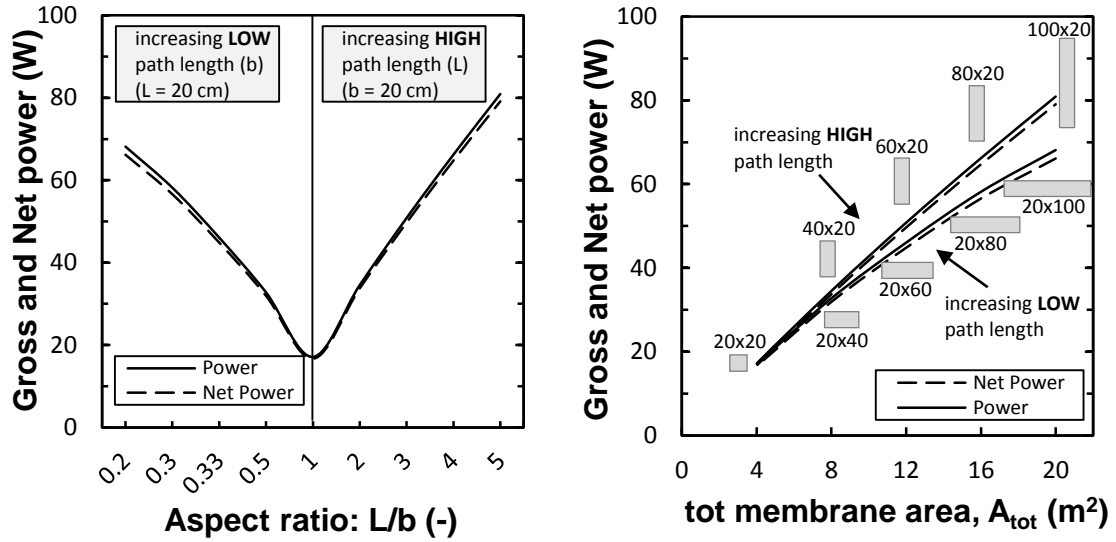 Gross and Net power (W)
100
80
60
40
20
0
increasing LOW
path length (b)
(L = 20 cm)
increasing HIGH
path length (L)
(b = 20 cm)
Power
Net Power
0.2
0.3
0.33
0.5
1
2
3
4
5
Aspect ratio: L/b (-)
Gross and Net power (W)
100
80
60
40
20
0
100x20
80x20
increasing HIGH
path length
60x20
40x20
20x100
20x80
20x60
20x40
20x20
increasing LOW
path length
Net Power
Power
0
4
8
12
16
20
tot membrane area, Atot (m²)